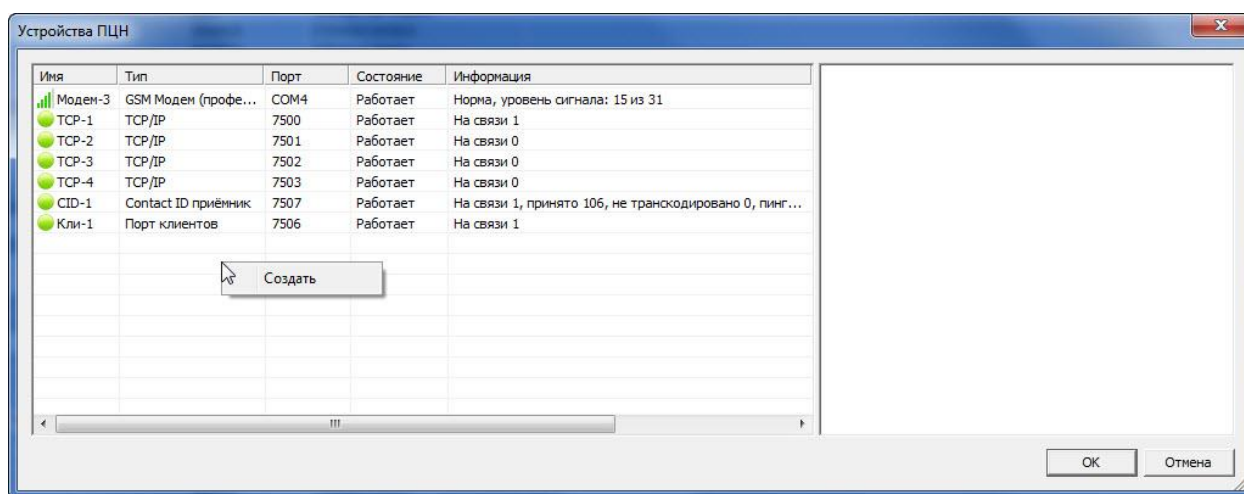 Устройства ПЦН
Имя Тип Порт Состояние Информация
Модем-3 GSM Модем (профе... COM4 Работает Норма, уровень сигнала: 15 из 31
TCP-1 TCP/IP 7500 Работает На связи 1
TCP-2 TCP/IP 7501 Работает На связи 0
TCP-3 TCP/IP 7502 Работает На связи 0
TCP-4 TCP/IP 7503 Работает На связи 0
CID-1 Contact ID приёмник 7507 Работает На связи 1, принято 106, не транскодировано 0, пинг...
Кли-1 Порт клиентов 7506 Работает На связи 1
Создать
ОК Отмена